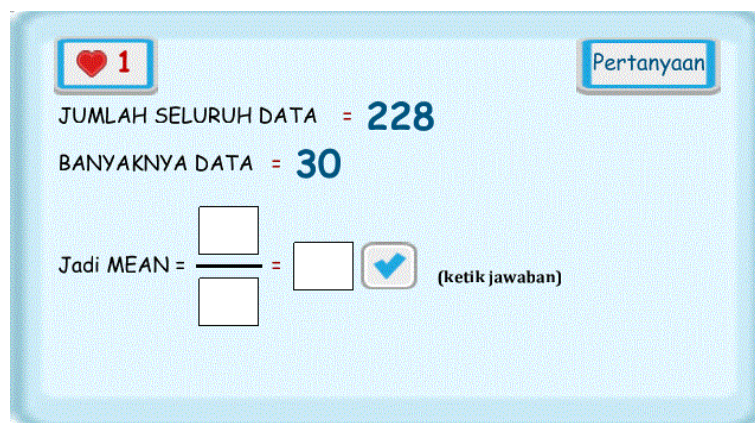 1
Pertanyaan
JUMLAH SELURUH DATA = 228
BANYAKNYA DATA = 30
Jadi MEAN = =
(ketik jawaban)